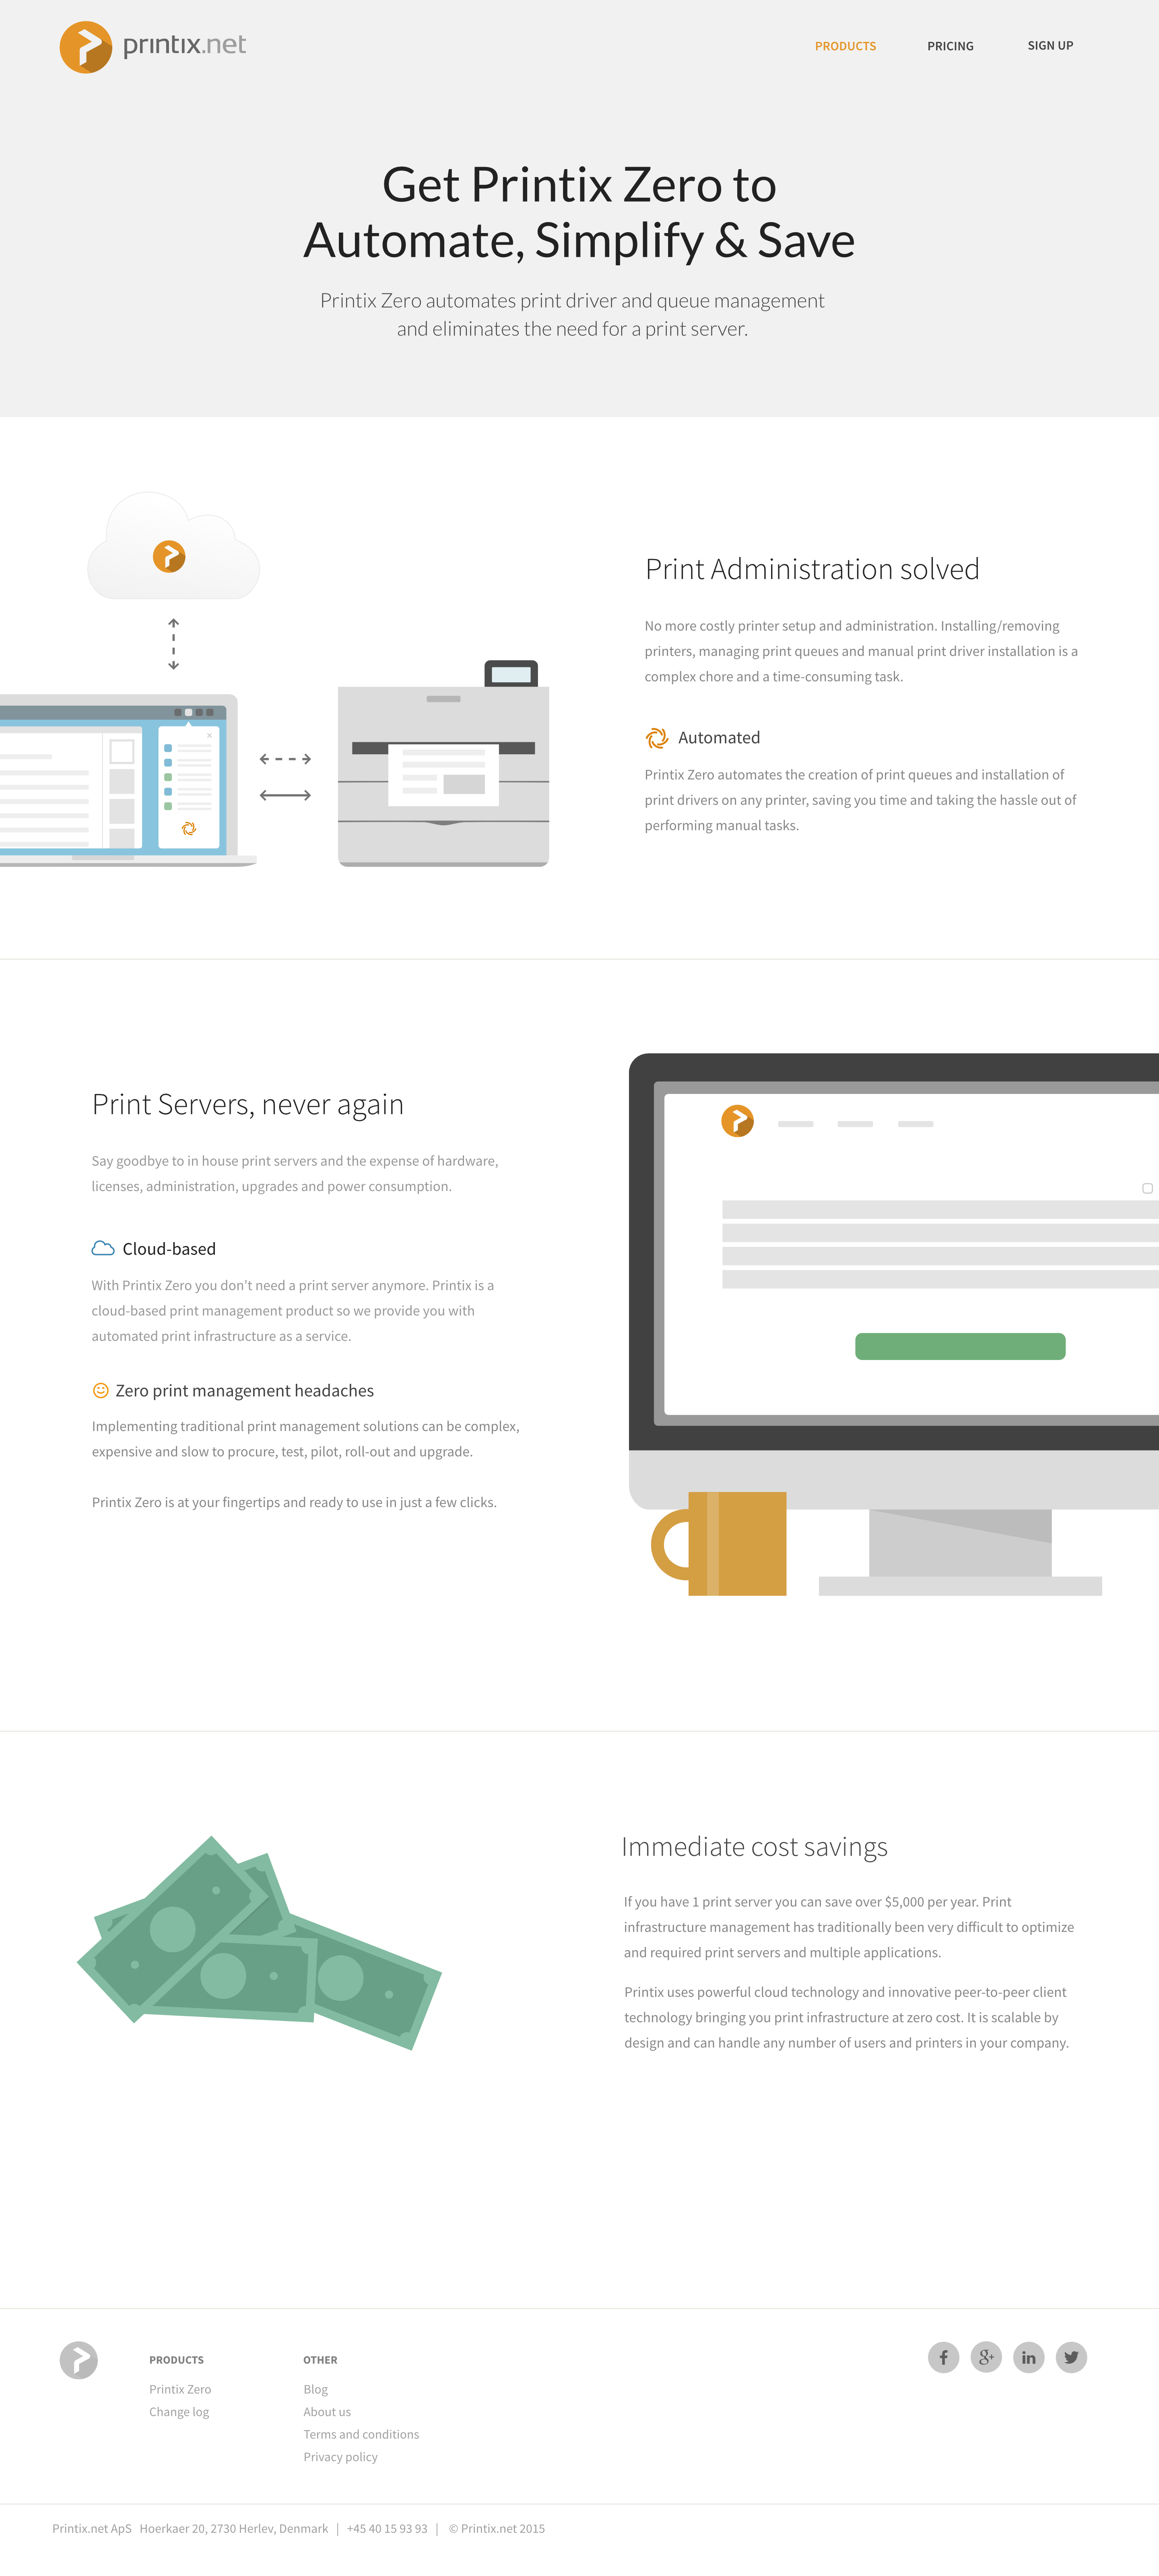 printix.net
PRODUCTS PRICING SIGN UP
Get Printix Zero to
Automate, Simplify & Save
Printix Zero automates print driver and queue management
and eliminates the need for a print server.
Print Administration solved
No more costly printer setup and administration. Installing/removing
printers, managing print queues and manual print driver installation is a
complex chore and a time-consuming task.
Automated
Printix Zero automates the creation of print queues and installation of
print drivers on any printer, saving you time and taking the hassle out of
performing manual tasks.
Print Servers, never again
Say goodbye to in house print servers and the expense of hardware,
licenses, administration, upgrades and power consumption.
Cloud-based
With Printix Zero you don’t need a print server anymore. Printix is a
cloud-based print management product so we provide you with
automated print infrastructure as a service.
Zero print management headaches
Implementing traditional print management solutions can be complex,
expensive and slow to procure, test, pilot, roll-out and upgrade.
Printix Zero is at your fingertips and ready to use in just a few clicks.
Immediate cost savings
If you have 1 print server you can save over $5,000 per year. Print
infrastructure management has traditionally been very difficult to optimize
and required print servers and multiple applications.
Printix uses powerful cloud technology and innovative peer-to-peer client
technology bringing you print infrastructure at zero cost. It is scalable by
design and can handle any number of users and printers in your company.
PRODUCTS
Printix Zero
Change log
OTHER
Blog
About us
Terms and conditions
Privacy policy
f g+ in
Printix.net ApS Hoerkaer 20, 2730 Herlev, Denmark | +45 40 15 93 93 | © Printix.net 2015